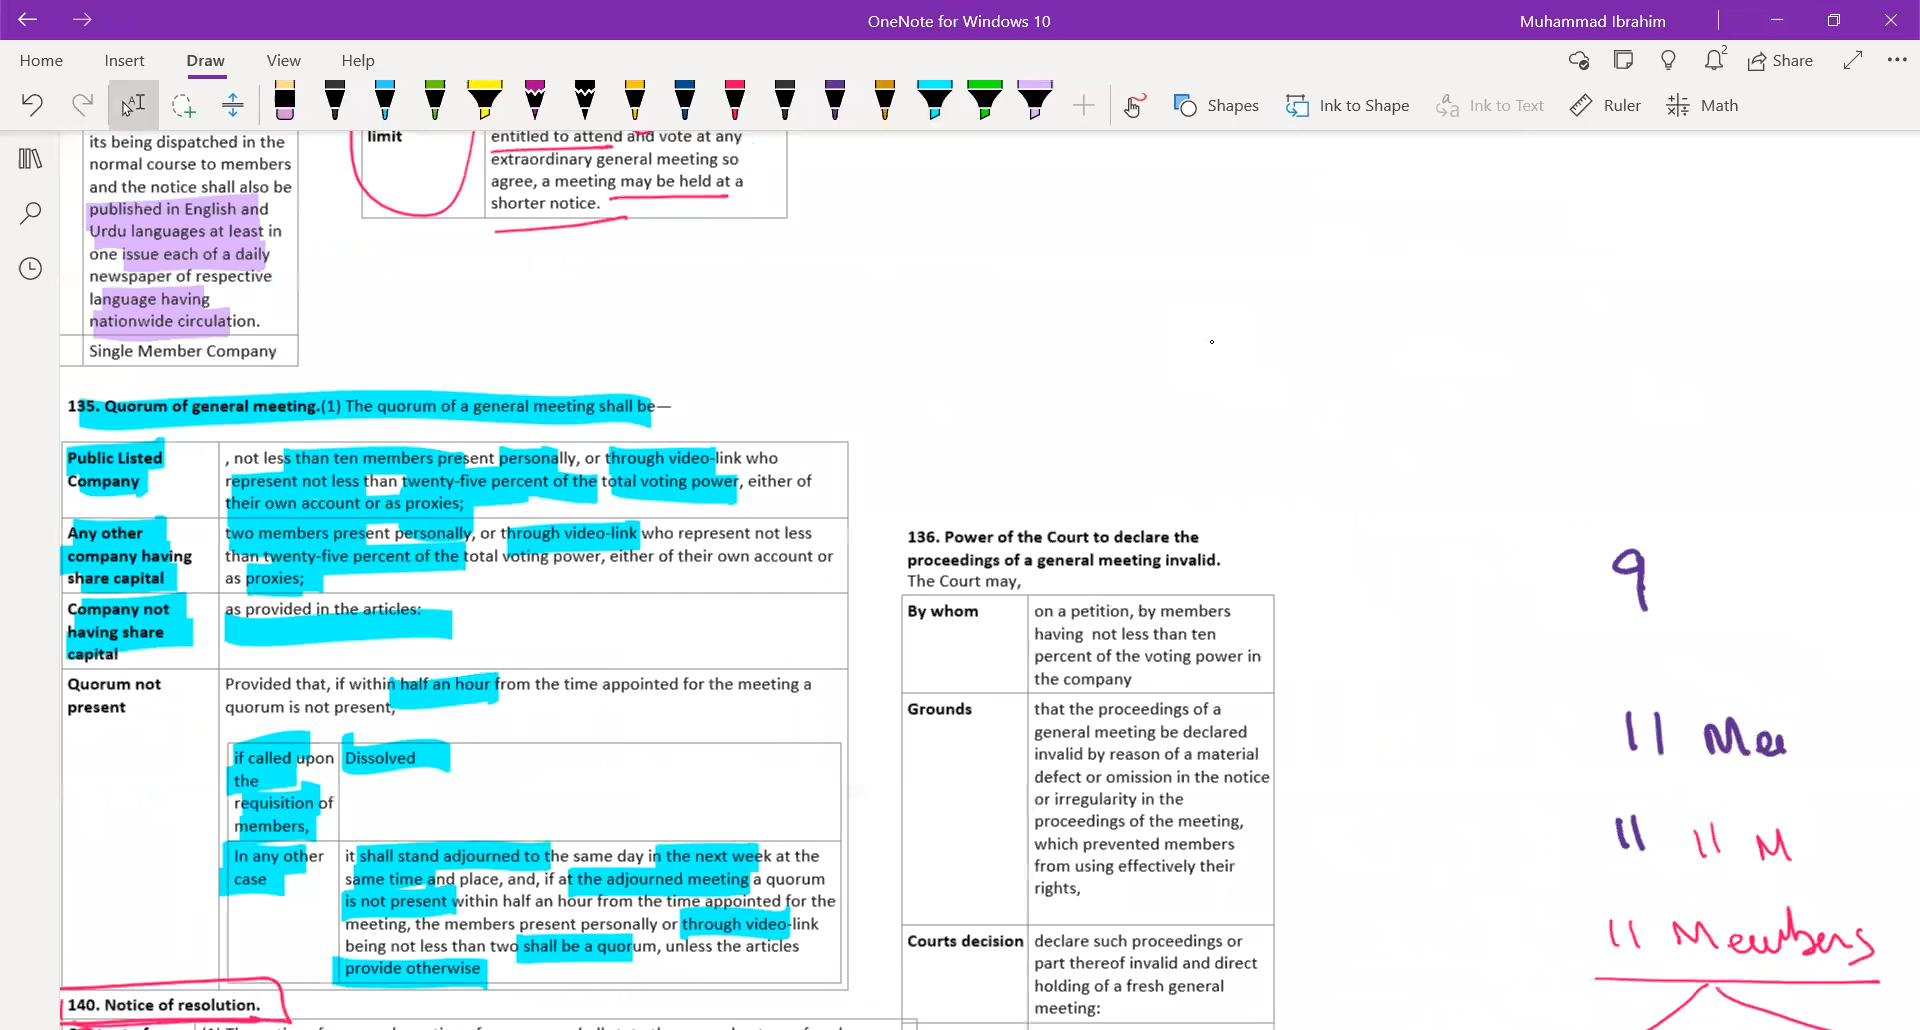 OneNote for Windows 10
Muhammad Ibrahim
Home
Insert
Draw
View
Help
2
Share
Shapes
Ink to Shape
Ink to Text
Ruler
Math
its being dispatched in the
normal course to members
and the notice shall also be
published in English and
Urdu languages at least in
one issue each of a daily
newspaper of respective
language having
nationwide circulation.
Single Member Company
limit
entitled to attend and vote at any
extraordinary general meeting so
agree, a meeting may be held at a
shorter notice.
135. Quorum of general meeting.(1) The quorum of a general meeting shall be—
Public Listed
Company
, not less than ten members present personally, or through video-link who
represent not less than twenty-five percent of the total voting power, either of
their own account or as proxies;
Any other
company having
share capital
two members present personally, or through video-link who represent not less
than twenty-five percent of the total voting power, either of their own account or
as proxies;
Company not
having share
capital
as provided in the articles:
Quorum not
present
Provided that, if within half an hour from the time appointed for the meeting a
quorum is not present,
if called upon
the
requisition of
members,
Dissolved
In any other
case
it shall stand adjourned to the same day in the next week at the
same time and place, and, if at the adjourned meeting a quorum
is not present within half an hour from the time appointed for the
meeting, the members present personally or through video-link
being not less than two shall be a quorum, unless the articles
provide otherwise
140. Notice of resolution.
136. Power of the Court to declare the
proceedings of a general meeting invalid.
The Court may,
By whom
on a petition, by members
having not less than ten
percent of the voting power in
the company
Grounds
that the proceedings of a
general meeting be declared
invalid by reason of a material
defect or omission in the notice
or irregularity in the
proceedings of the meeting,
which prevented members
from using effectively their
rights,
Courts decision
declare such proceedings or
part thereof invalid and direct
holding of a fresh general
meeting:
9
11 Mee
11 11 M
11 Members